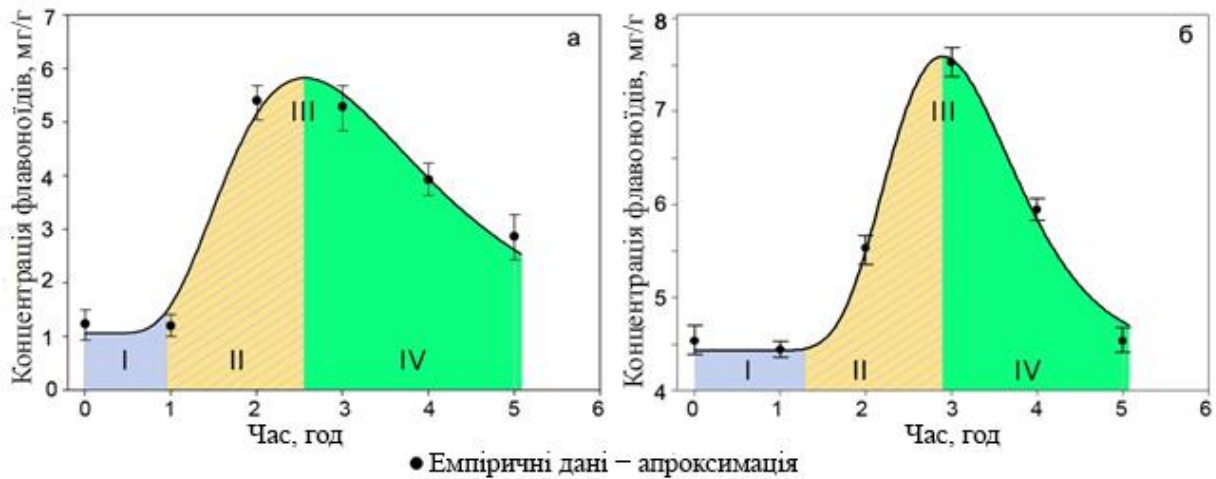 Концентрація флавоноїдів, мг/г
7
6
5
4
3
2
1
0
а
III
I
II
IV
0 1 2 3 4 5 6
Час, год
Концентрація флавоноїдів, мг/г
8
7
6
5
4
б
III
I
II
IV
0 1 2 3 4 5 6
Час, год
● Емпіричні дані – апроксимація